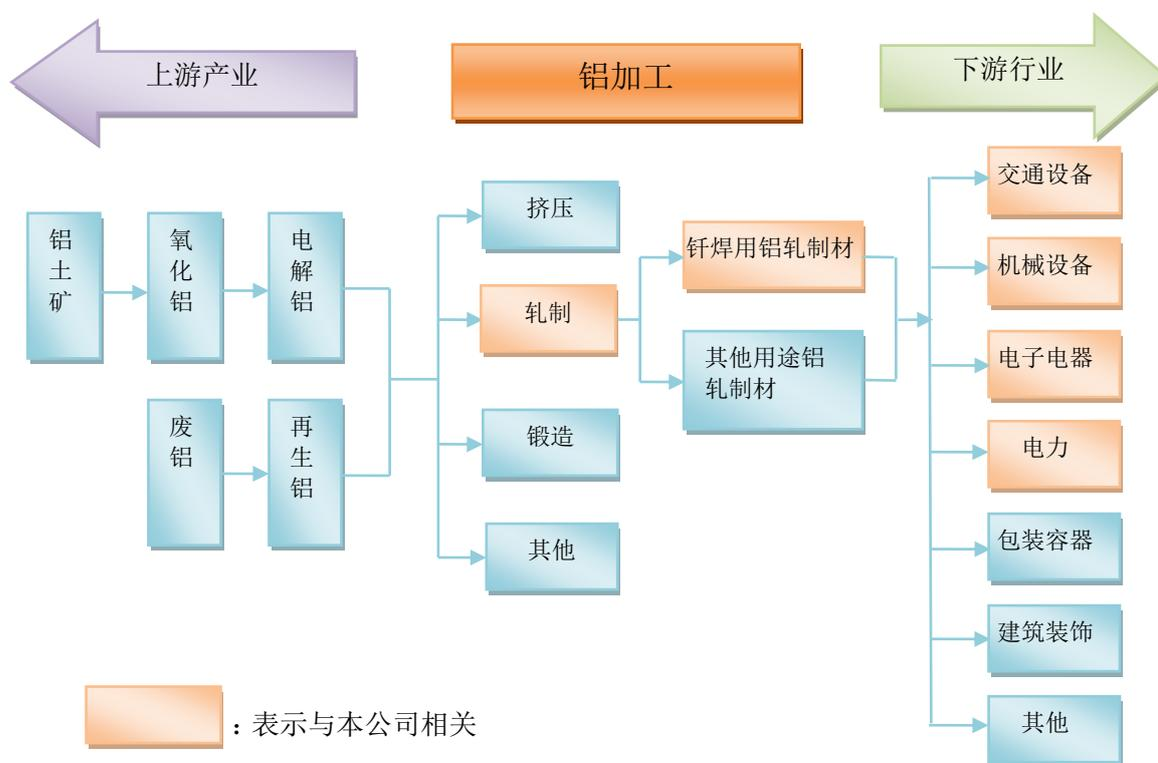 上游产业
铝加工
下游行业
铝土矿
氧化铝
电解铝
废铝
再生铝
挤压
轧制
锻造
其他
钎焊用铝轧制材
其他用途铝
轧制材
交通设备
机械设备
电子电器
电力
包装容器
建筑装饰
其他
：表示与本公司相关